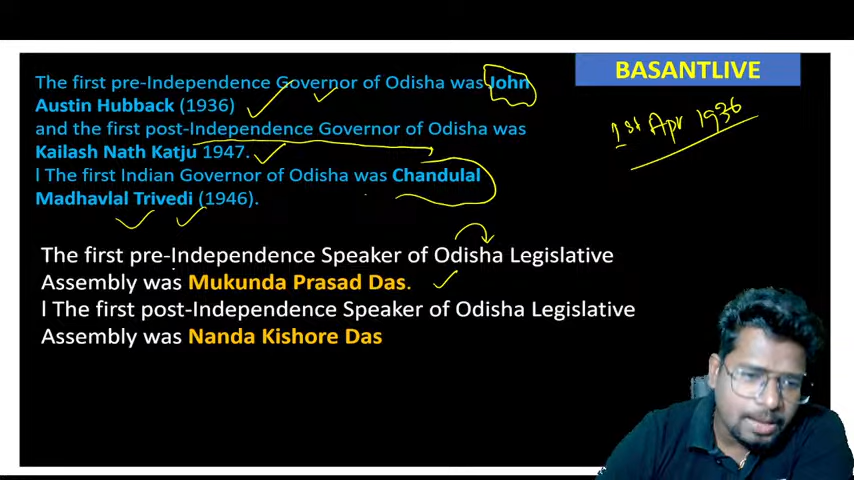 BASANTLIVE
The first pre-Independence Governor of Odisha was John
Austin Hubback (1936)
and the first post-Independence Governor of Odisha was
Kailash Nath Katju 1947.
l The first Indian Governor of Odisha was Chandulal
Madhavlal Trivedi (1946).
1st Apr 1936
The first pre-Independence Speaker of Odisha Legislative
Assembly was Mukunda Prasad Das.
l The first post-Independence Speaker of Odisha Legislative
Assembly was Nanda Kishore Das